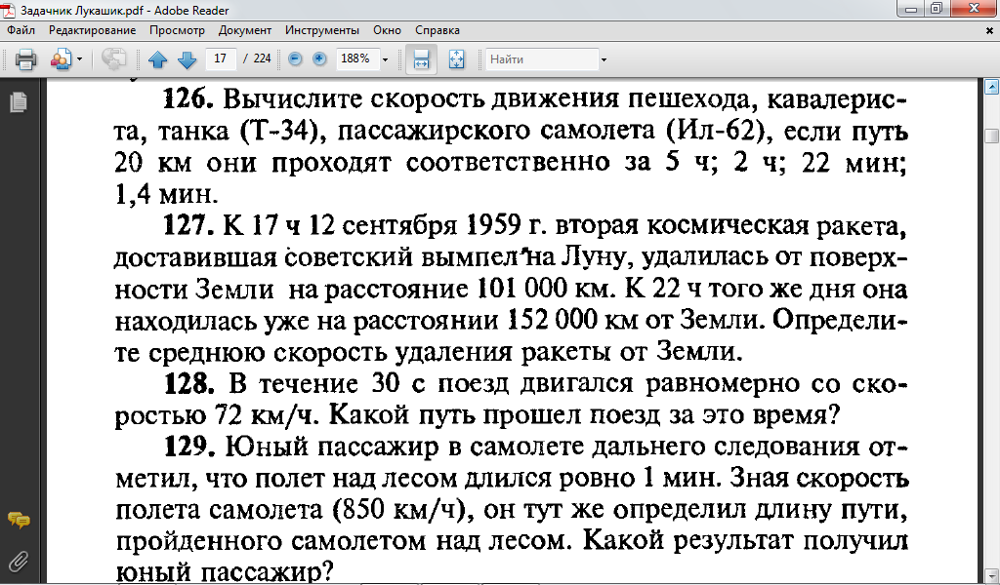 Задачник Лукашик.pdf - Adobe Reader
Файл Редактирование Просмотр Документ Инструменты Окно Справка
17 / 224 188% Найти
126. Вычислите скорость движения пешехода, кавалерис-
та, танка (Т-34), пассажирского самолета (Ил-62), если путь
20 км они проходят соответственно за 5 ч; 2 ч; 22 мин;
1,4 мин.
127. К 17 ч 12 сентября 1959 г. вторая космическая ракета,
доставившая советский вымпел на Луну, удалилась от поверх-
ности Земли на расстояние 101 000 км. К 22 ч того же дня она
находилась уже на расстоянии 152 000 км от Земли. Определи-
те среднюю скорость удаления ракеты от Земли.
128. В течение 30 с поезд двигался равномерно со ско-
ростью 72 км/ч. Какой путь прошел поезд за это время?
129. Юный пассажир в самолете дальнего следования от-
метил, что полет над лесом длился ровно 1 мин. Зная скорость
полета самолета (850 км/ч), он тут же определил длину пути,
пройденного самолетом над лесом. Какой результат получил
юный пассажир?